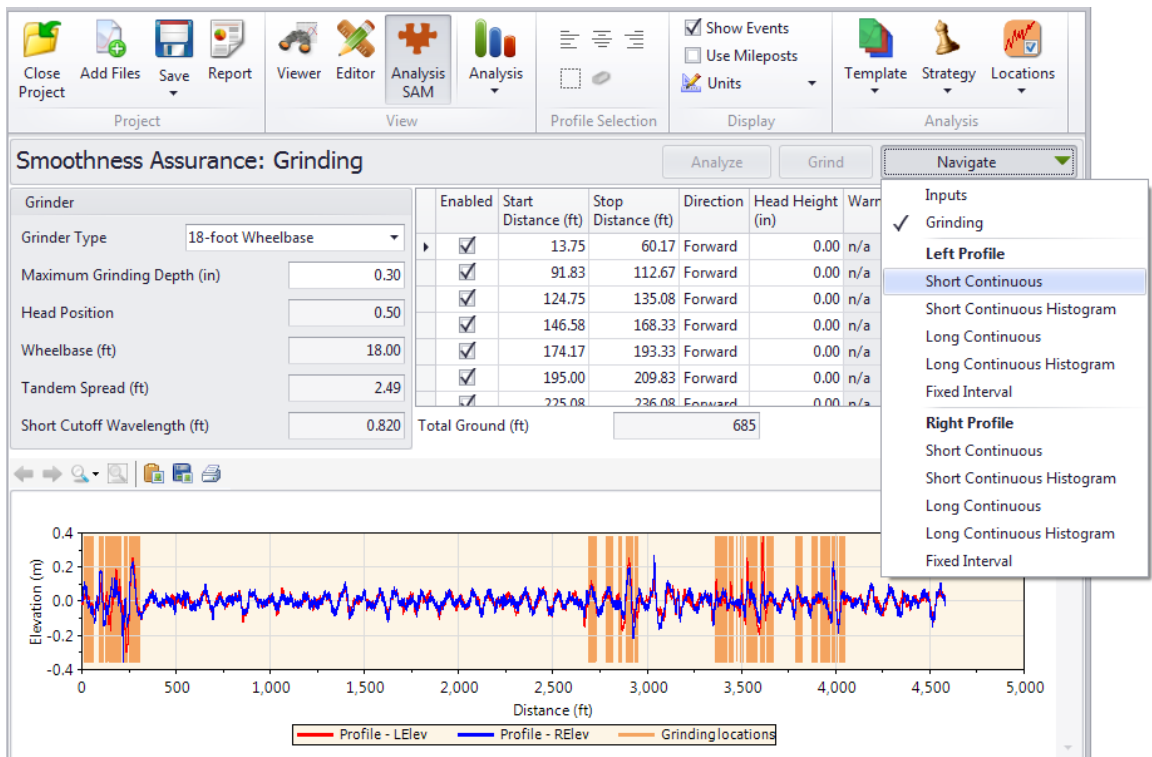 Close Project
Add Files
Save
Report
Viewer
Editor
Analysis SAM
Analysis
Show Events
Use Mileposts
Units
Template
Strategy
Locations
Project
View
Profile Selection
Display
Analysis
Smoothness Assurance: Grinding
Analyze
Grind
Navigate
Grinder
Grinder Type
18-foot Wheelbase
Maximum Grinding Depth (in)
0.30
Head Position
0.50
Wheelbase (ft)
18.00
Tandem Spread (ft)
2.49
Short Cutoff Wavelength (ft)
0.820
Enabled
Start Distance (ft)
Stop Distance (ft)
Direction
Head Height (in)
13.75 60.17 Forward 0.00 n/a
91.83 112.67 Forward 0.00 n/a
124.75 135.08 Forward 0.00 n/a
146.58 168.33 Forward 0.00 n/a
174.17 193.33 Forward 0.00 n/a
195.00 209.83 Forward 0.00 n/a
225.08 236.08 Forward 0.00 n/a
Total Ground (ft)
685
Inputs
Grinding
Left Profile
Short Continuous
Short Continuous Histogram
Long Continuous
Long Continuous Histogram
Fixed Interval
Right Profile
Short Continuous
Short Continuous Histogram
Long Continuous
Long Continuous Histogram
Fixed Interval
Elevation (m)
0.4
0.2
0.0
-0.2
-0.4
0 500 1,000 1,500 2,000 2,500 3,000 3,500 4,000 4,500 5,000
Distance (ft)
Profile - LElev
Profile - RElev
Grindinglocations